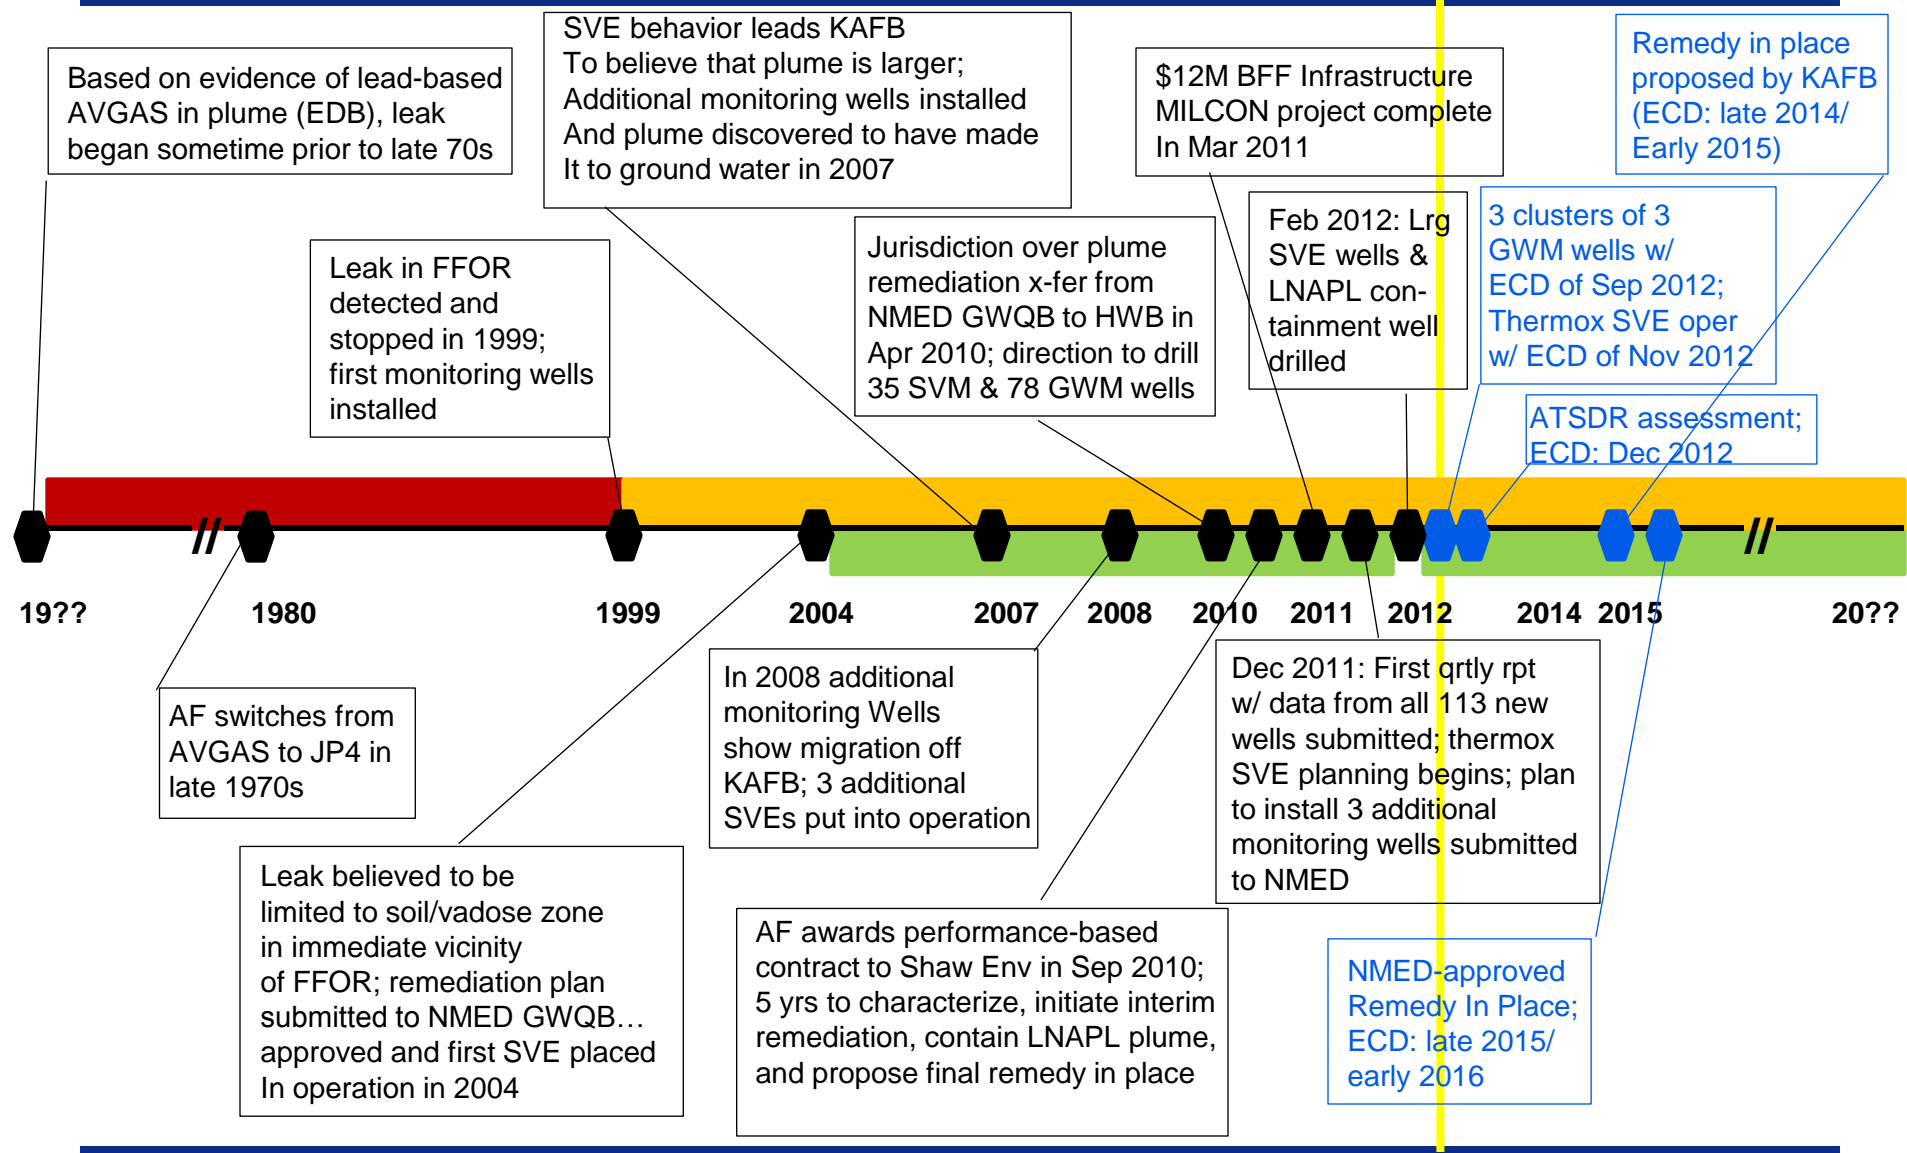 SVE behavior leads KAFB
To believe that plume is larger;
Additional monitoring wells installed
And plume discovered to have made
It to ground water in 2007
Based on evidence of lead-based
AVGAS in plume (EDB), leak
began sometime prior to late 70s
$12M BFF Infrastructure
MILCON project complete
In Mar 2011
Remedy in place
proposed by KAFB
(ECD: late 2014/
Early 2015)
Leak in FFOR
detected and
stopped in 1999;
first monitoring wells
installed
Jurisdiction over plume
remediation x-fer from
NMED GWQB to HWB in
Apr 2010; direction to drill
35 SVM & 78 GWM wells
Feb 2012: Lrg
SVE wells &
LNAPL con-
tainment well
drilled
3 clusters of 3
GWM wells w/
ECD of Sep 2012;
Thermox SVE oper
w/ ECD of Nov 2012
ATSDR assessment;
ECD: Dec 2012
// //
19?? 1980 1999 2004 2007 2008 2010 2011 2012 2014 2015 20??
AF switches from
AVGAS to JP4 in
late 1970s
In 2008 additional
monitoring Wells
show migration off
KAFB; 3 additional
SVEs put into operation
Dec 2011: First qrtly rpt
w/ data from all 113 new
wells submitted; thermox
SVE planning begins; plan
to install 3 additional
monitoring wells submitted
to NMED
Leak believed to be
limited to soil/vadose zone
in immediate vicinity
of FFOR; remediation plan
submitted to NMED GWQB…
approved and first SVE placed
In operation in 2004
AF awards performance-based
contract to Shaw Env in Sep 2010;
5 yrs to characterize, initiate interim
remediation, contain LNAPL plume,
and propose final remedy in place
NMED-approved
Remedy In Place;
ECD: late 2015/
early 2016